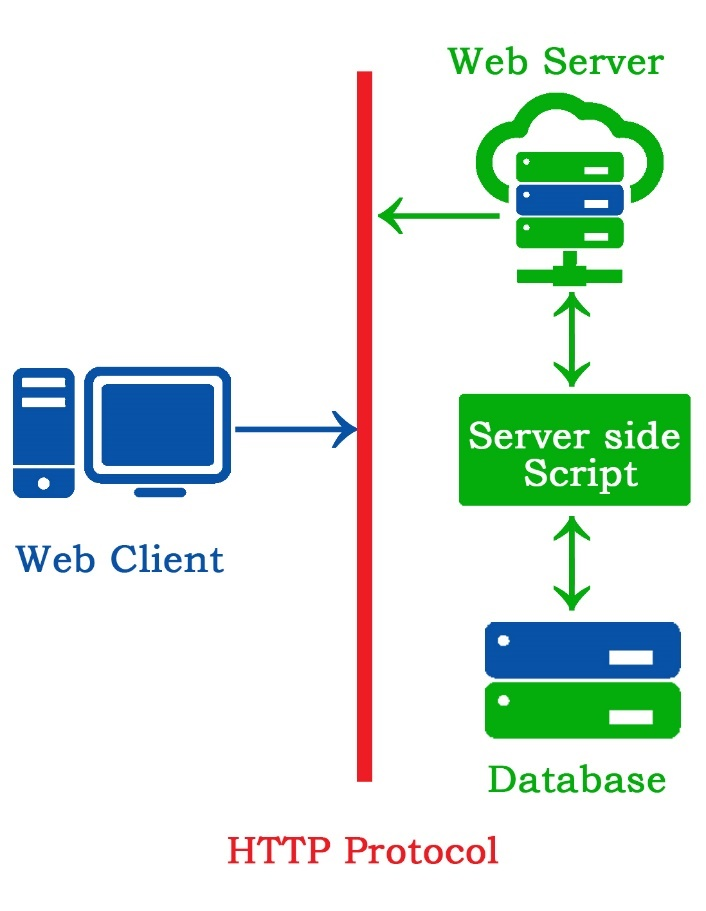 Web Server
Server side
Script
Web Client
Database
HTTP Protocol